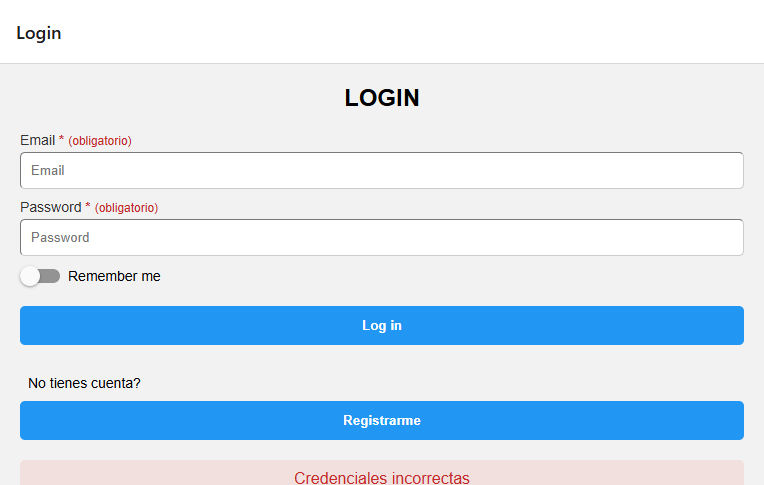 Login
LOGIN
Email * (obligatorio)
Email
Password * (obligatorio)
Password
Remember me
Log in
No tienes cuenta?
Registrarme
Credenciales incorrectas